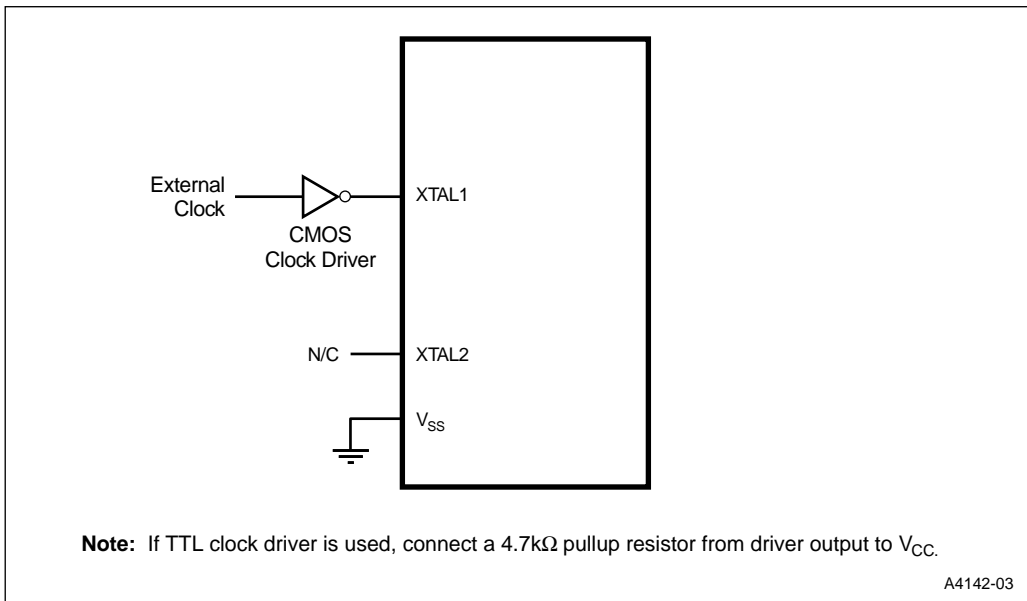 External
Clock
CMOS
Clock Driver
XTAL1
N/C
XTAL2
VSS
Note: If TTL clock driver is used, connect a 4.7kΩ pullup resistor from driver output to VCC.
A4142-03